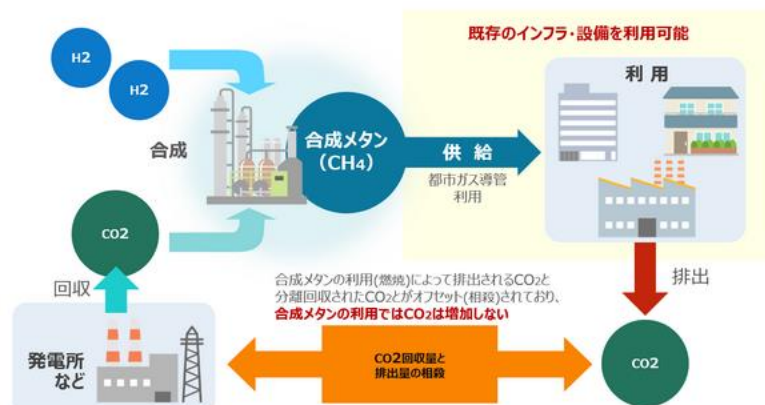 既存のインフラ・設備を利用可能
H2
H2
合成
合成メタン
(CH4)
供 給
都市ガス導管
利用
利 用
CO2
回収
合成メタンの利用(燃焼)によって排出されるCO2と
分離回収されたCO2とがオフセット(相殺)されており、
合成メタンの利用ではCO2は増加しない
排出
発電所
など
CO2回収量と
排出量の相殺
CO2